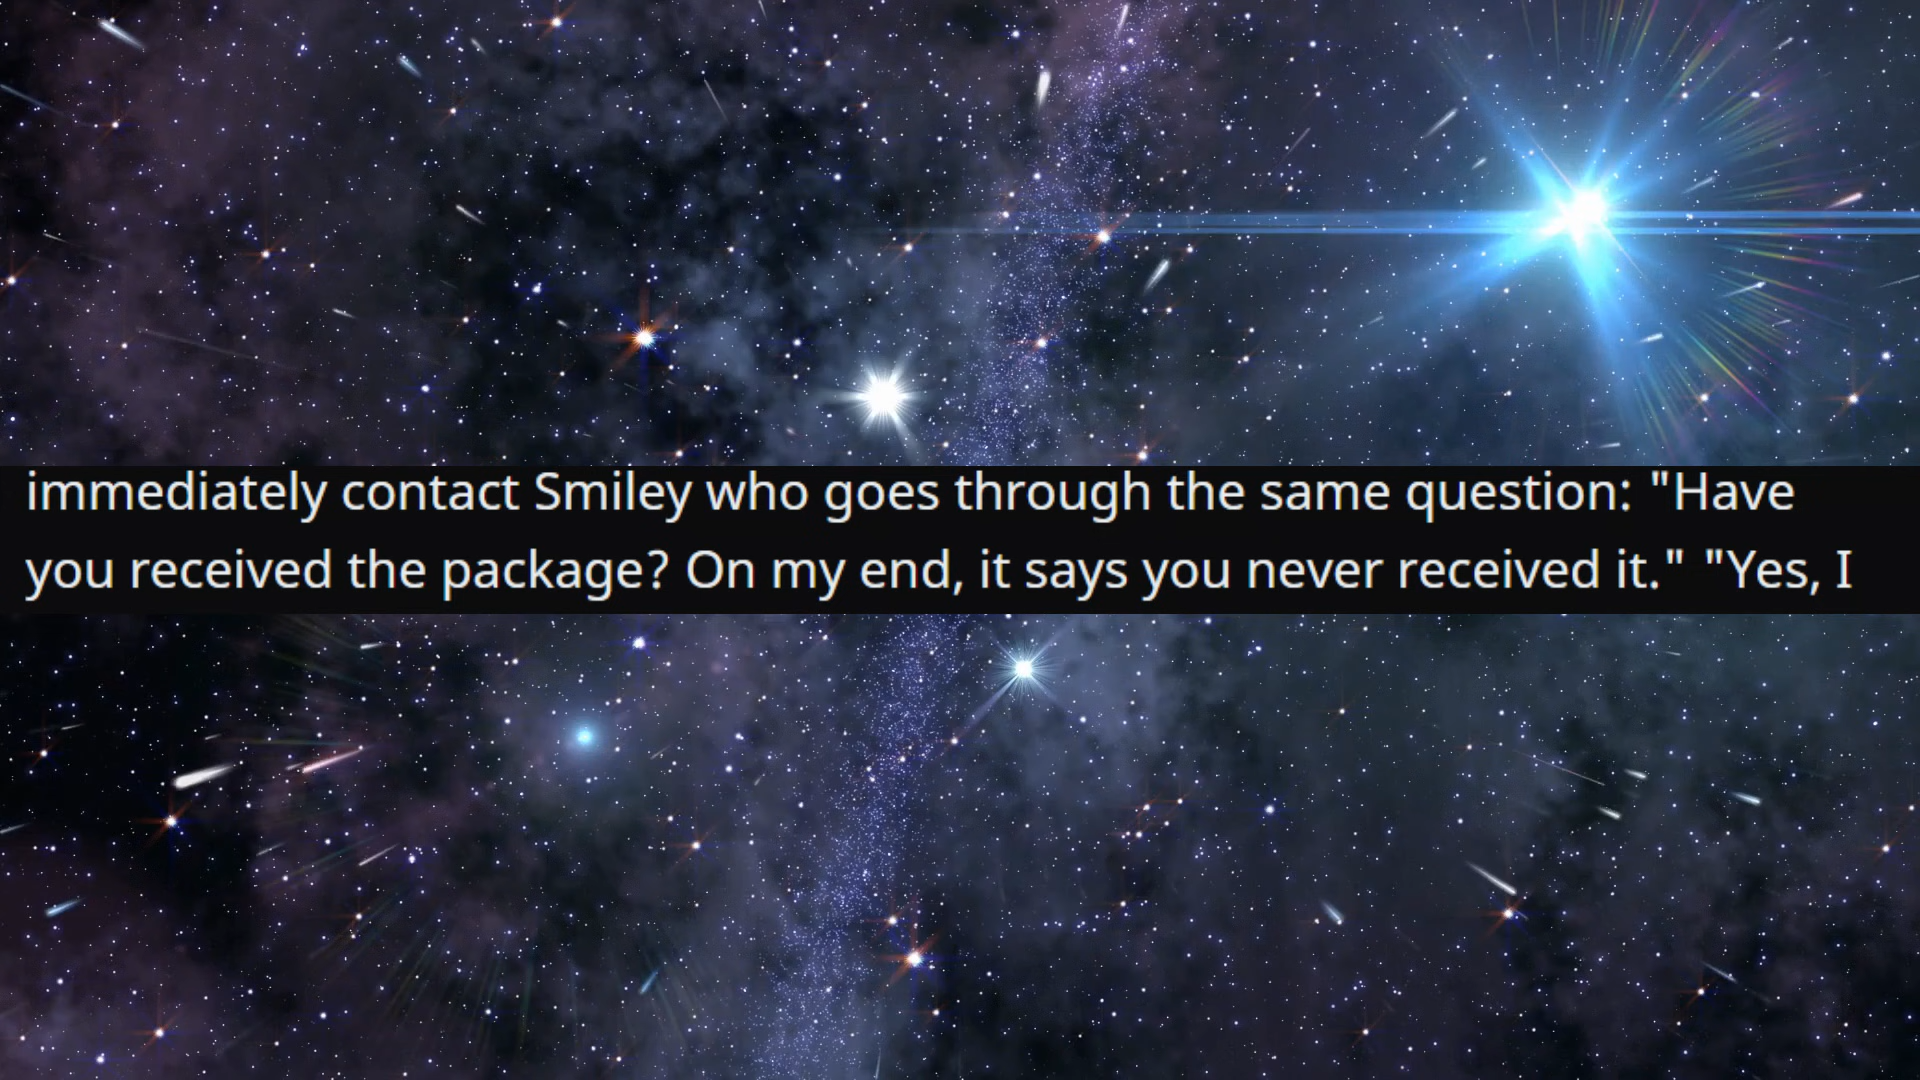 immediately contact Smiley who goes through the same question: "Have
you received the package? On my end, it says you never received it." "Yes, I